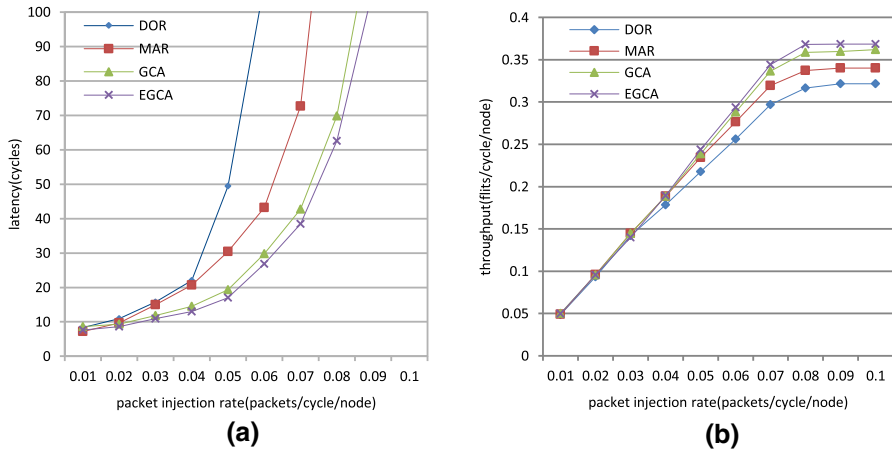 100
90
80
70
60
50
40
30
20
10
0
latency(cycles)
DOR
MAR
GCA
EGCA
0.01 0.02 0.03 0.04 0.05 0.06 0.07 0.08 0.09 0.1
packet injection rate(packets/cycle/node)
(a)
0.4
0.35
0.3
0.25
0.2
0.15
0.1
0.05
0
throughput(flits/cycle/node)
DOR
MAR
GCA
EGCA
0.01 0.02 0.03 0.04 0.05 0.06 0.07 0.08 0.09 0.1
packet injection rate(packets/cycle/node)
(b)